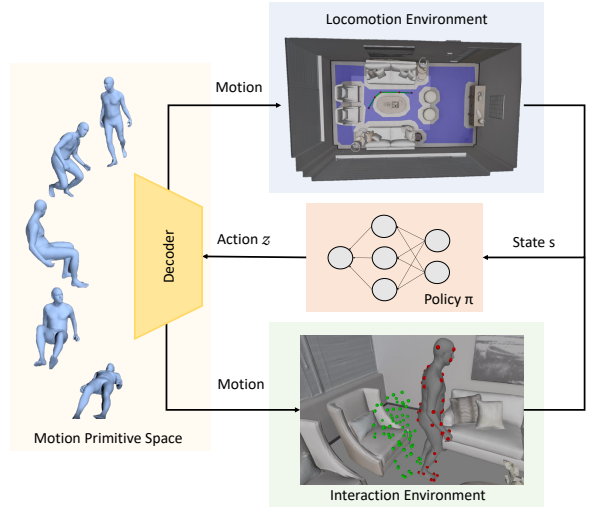 Locomotion Environment
Motion
Decoder
Action z
State s
Policy π
Motion
Motion Primitive Space
Interaction Environment